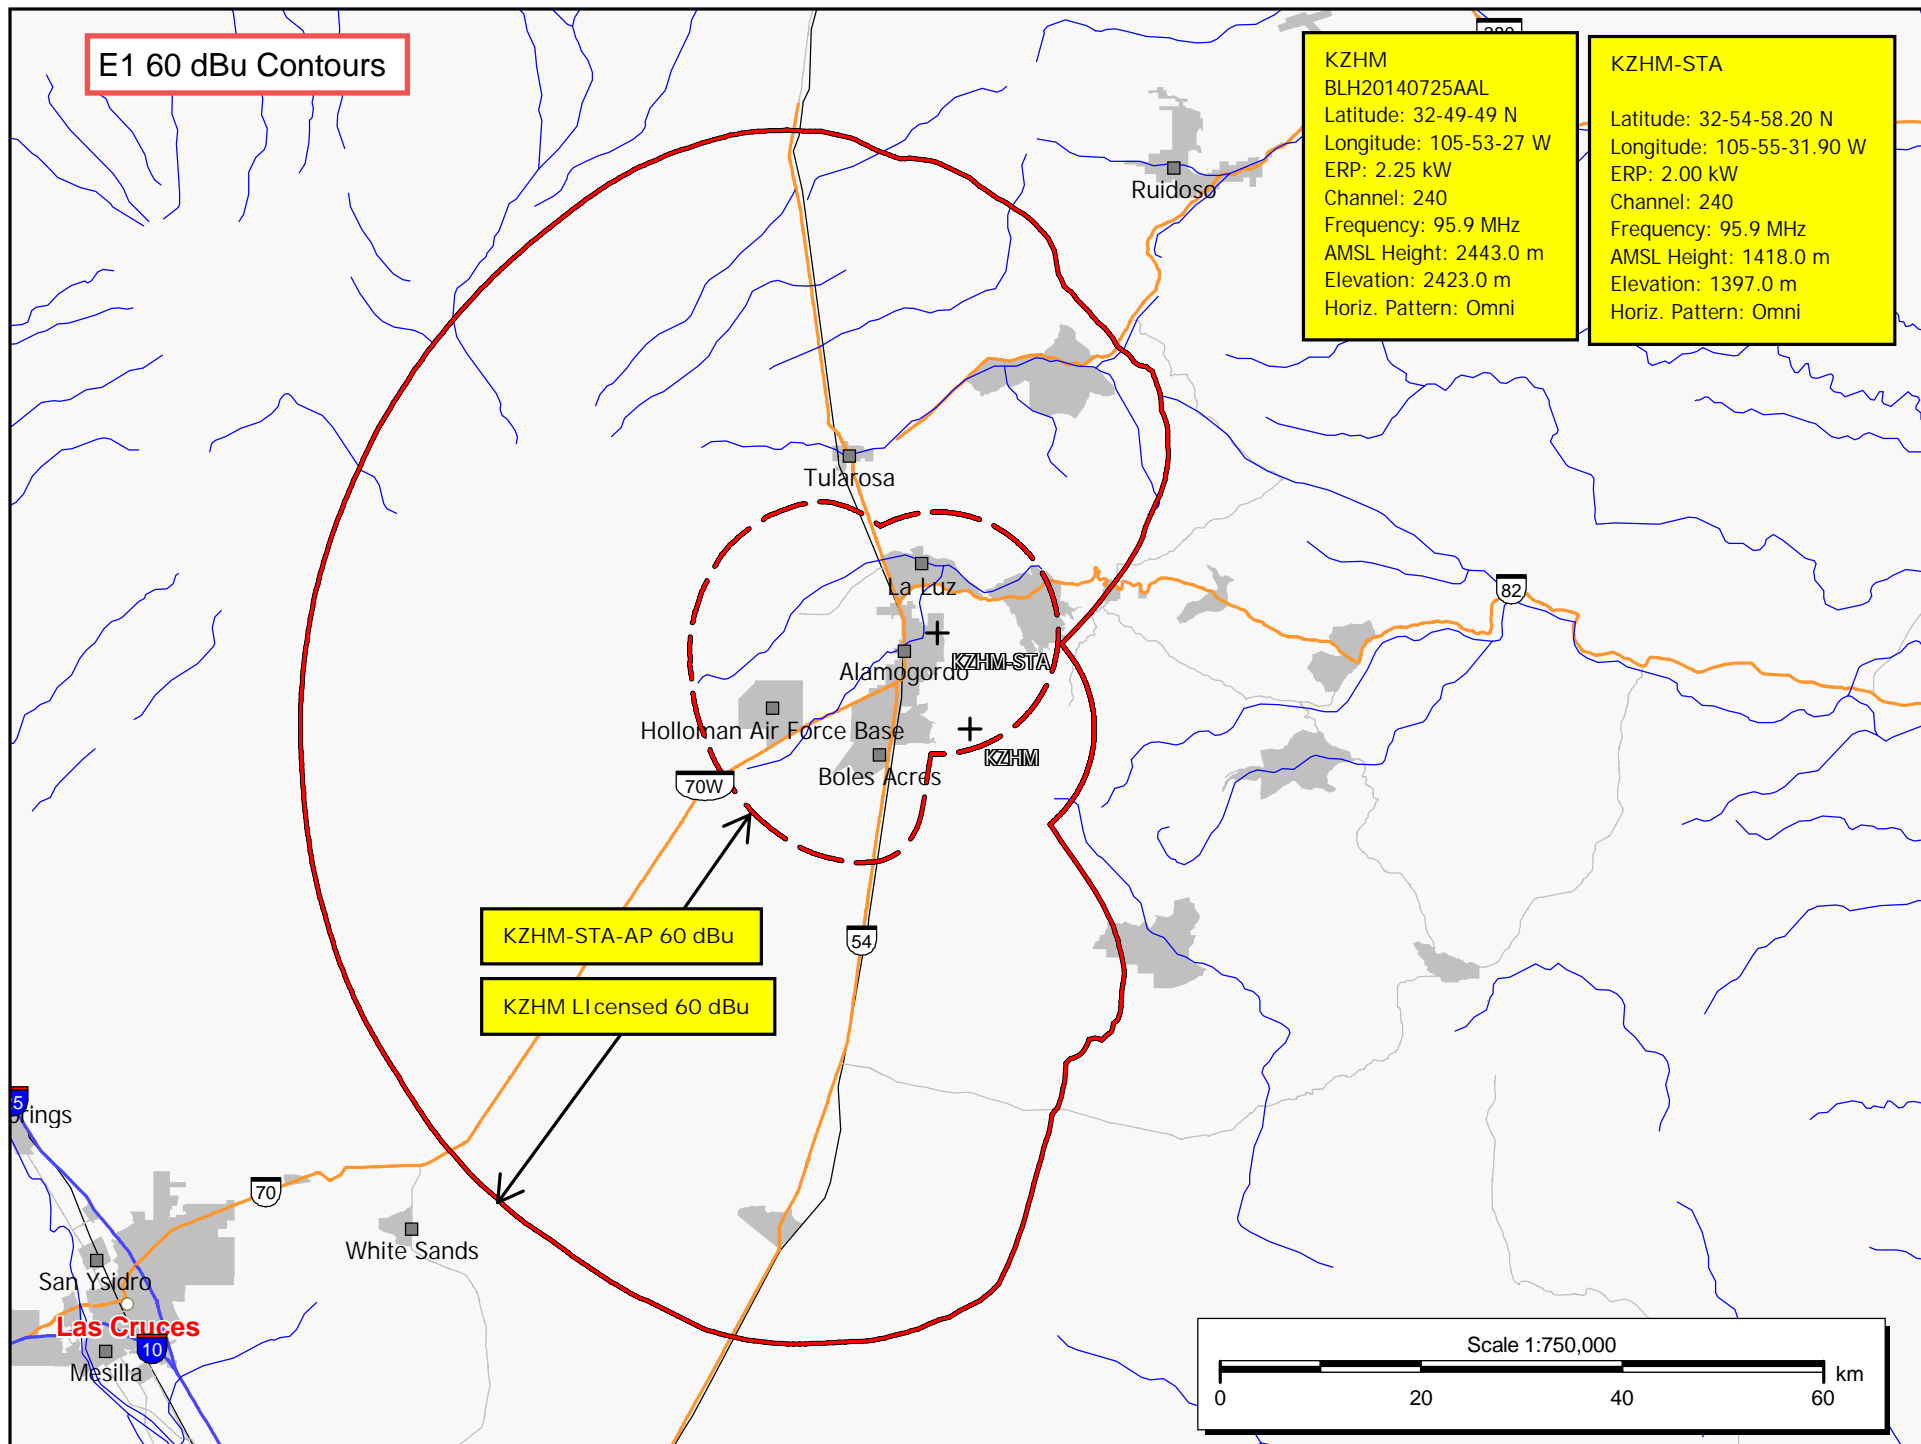 E1 60 dBu Contours
KZHM
BLH20140725AAL
Latitude: 32-49-49 N
Longitude: 105-53-27 W
ERP: 2.25 kW
Channel: 240
Frequency: 95.9 MHz
AMSL Height: 2443.0 m
Elevation: 2423.0 m
Horiz. Pattern: Omni
KZHM-STA
Latitude: 32-54-58.20 N
Longitude: 105-55-31.90 W
ERP: 2.00 kW
Channel: 240
Frequency: 95.9 MHz
AMSL Height: 1418.0 m
Elevation: 1397.0 m
Horiz. Pattern: Omni
Ruidoso
Tularosa
La Luz
82
KZHM-STA
Alamogordo
Holloman Air Force Base
KZHM
Boles Acres
70W
KZHM-STA-AP 60 dBu
54
KZHM LIcensed 60 dBu
5
rings
70
White Sands
San Ysidro
Las Cruces
10
Mesilla
Scale 1:750,000
km
0 20 40 60